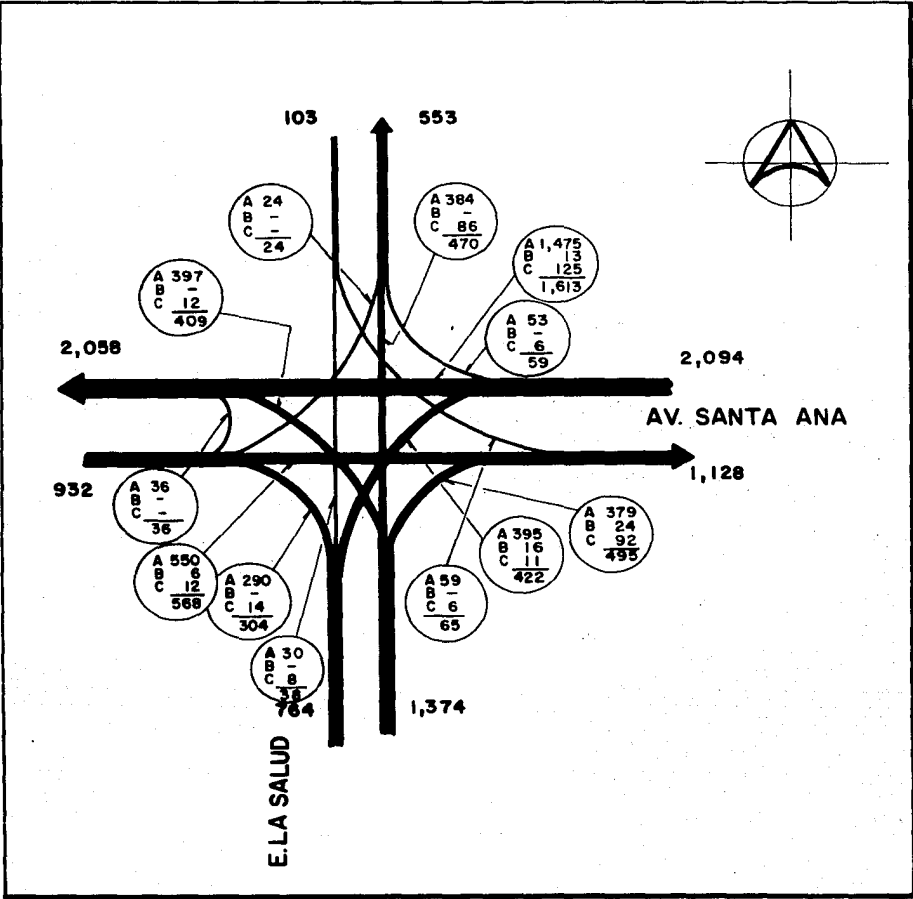 103 553
A 24
B -
C -
24
A 384
B -
C 86
470
A 1,475
B 13
C 125
1,613
A 397
B -
C 12
409
A 53
B -
C 6
59
2,058
2,094
AV. SANTA ANA
932
1,128
A 36
B -
C -
36
A 550
B 6
C 12
568
A 290
B -
C 14
304
A 30
B -
C 8
38
A 59
B -
C 6
65
A 395
B 16
C 11
422
A 379
B 24
C 92
495
764
1,374
E. LA SALUD